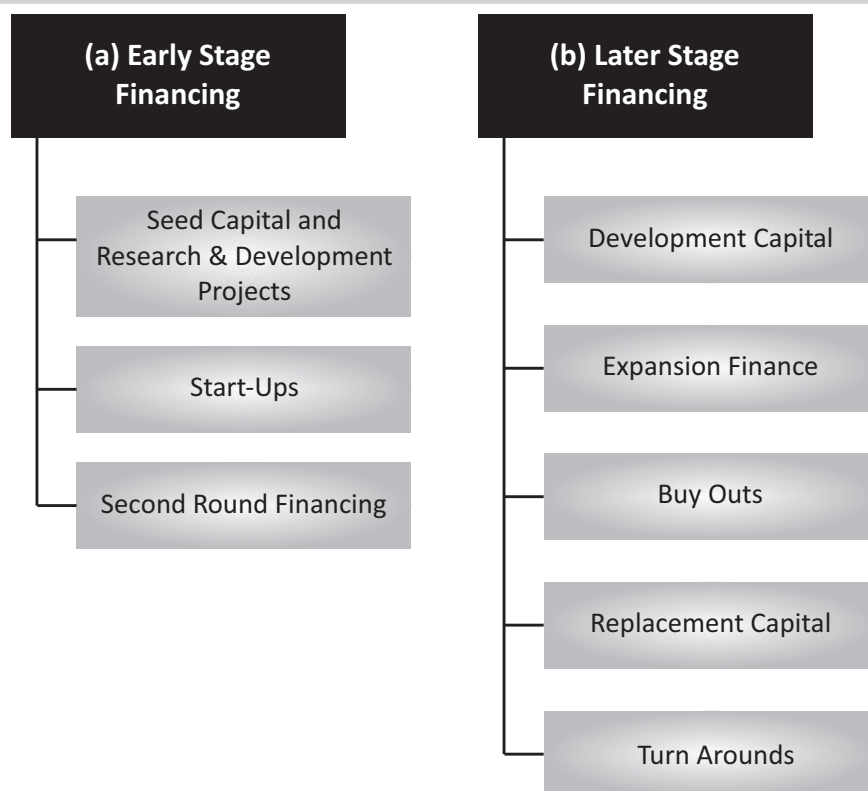 (a) Early Stage
Financing
Seed Capital and
Research & Development
Projects
Start-Ups
Second Round Financing
(b) Later Stage
Financing
Development Capital
Expansion Finance
Buy Outs
Replacement Capital
Turn Arounds